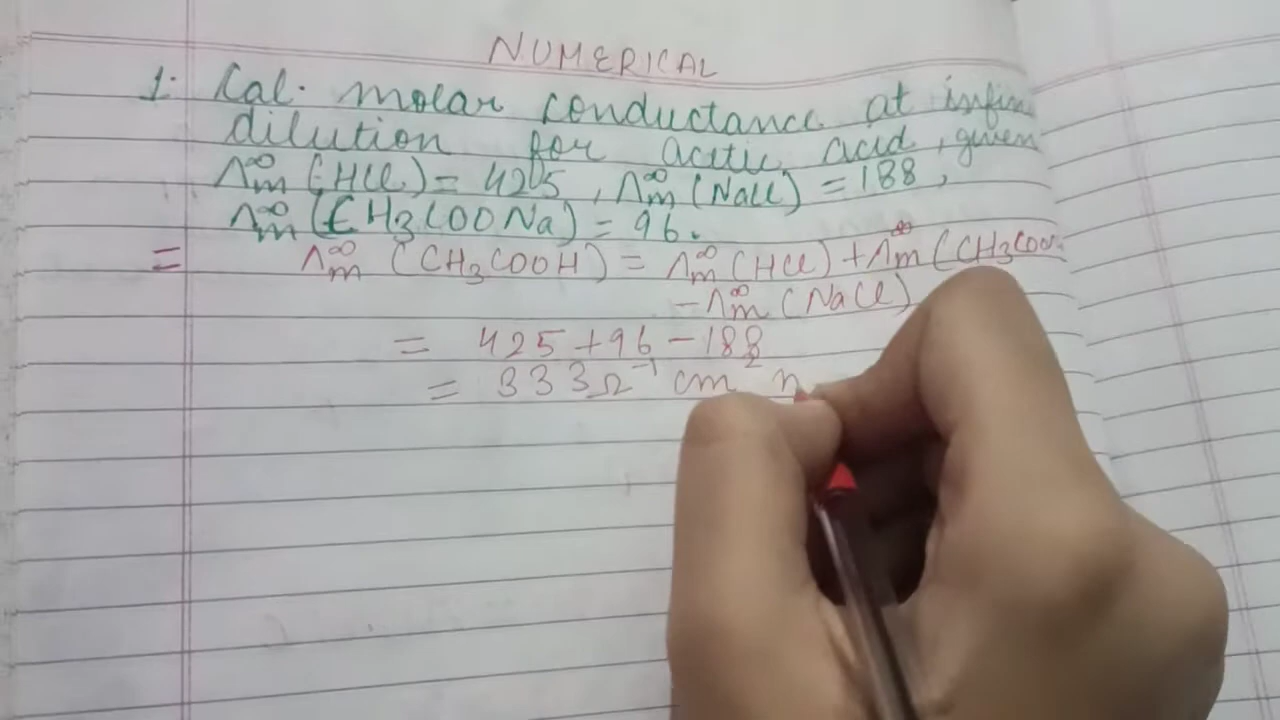 NUMERICAL
1. Cal. molar conductance at infin
dilution for acetic acid, given
Λ∞m (HCl) = 425, Λ∞m (NaCl) = 188,
Λ∞m (CH3COONa) = 96.
= Λ∞m (CH3COOH) = Λ∞m (HCl) + Λ∞m (CH3COO
- Λ∞m (NaCl)
= 425 + 96 - 188
= 333 Ω⁻¹ cm² m